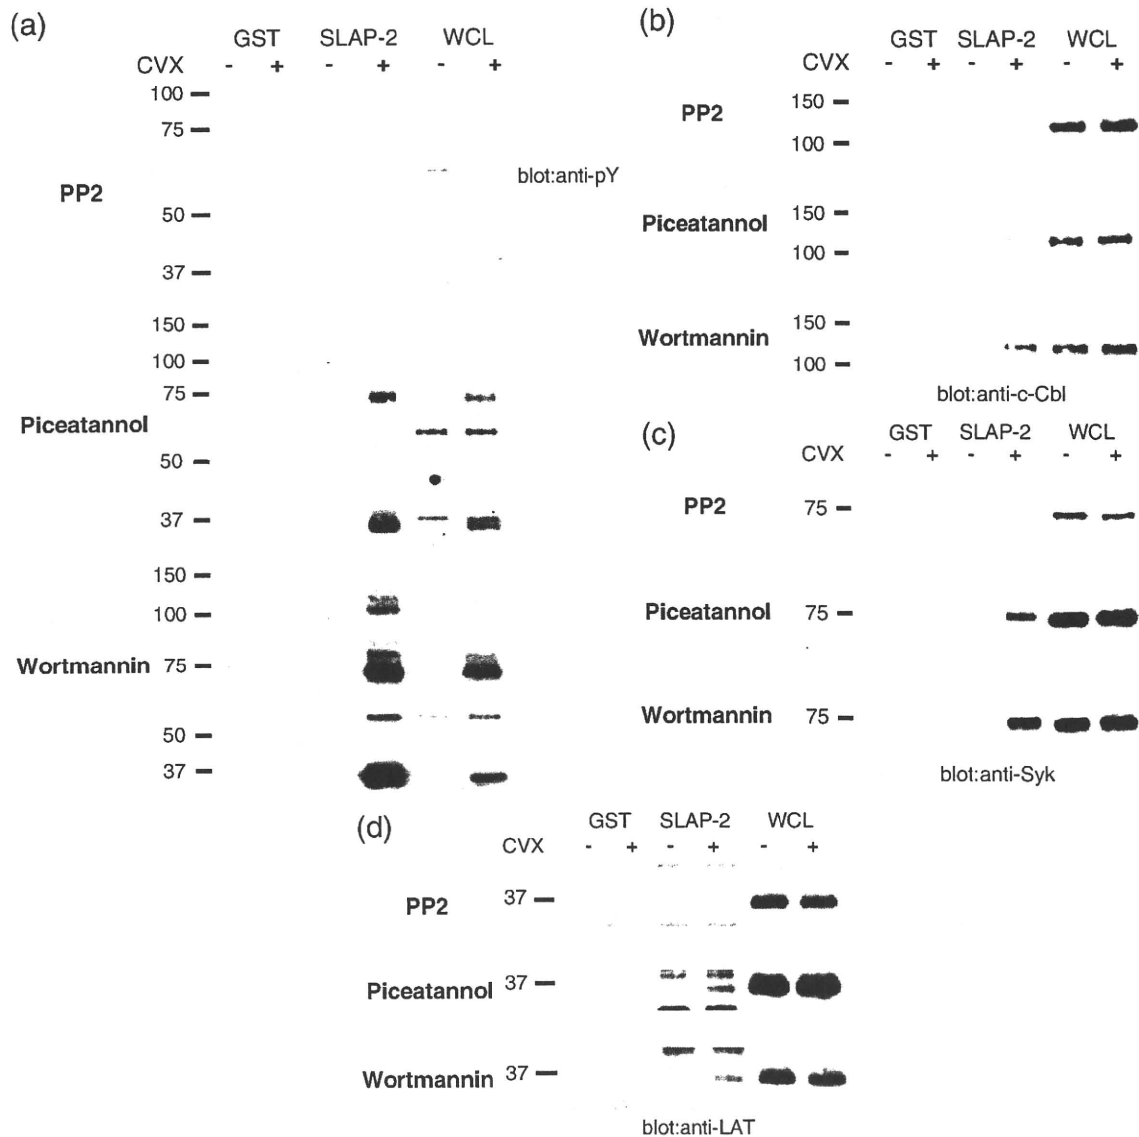 (a)
GST SLAP-2 WCL
CVX - + - + - +
100
75
PP2
50
37
blot:anti-pY
150
100
75
Piceatannol
50
37
150
100
Wortmannin 75
50
37
(b)
GST SLAP-2 WCL
CVX - + - + - +
150
PP2
100
150
Piceatannol
100
150
Wortmannin
100
blot:anti-c-Cbl
(c)
GST SLAP-2 WCL
CVX - + - + - +
PP2 75
Piceatannol 75
Wortmannin 75
blot:anti-Syk
(d)
GST SLAP-2 WCL
CVX - + - + - +
PP2 37
Piceatannol 37
Wortmannin 37
blot:anti-LAT